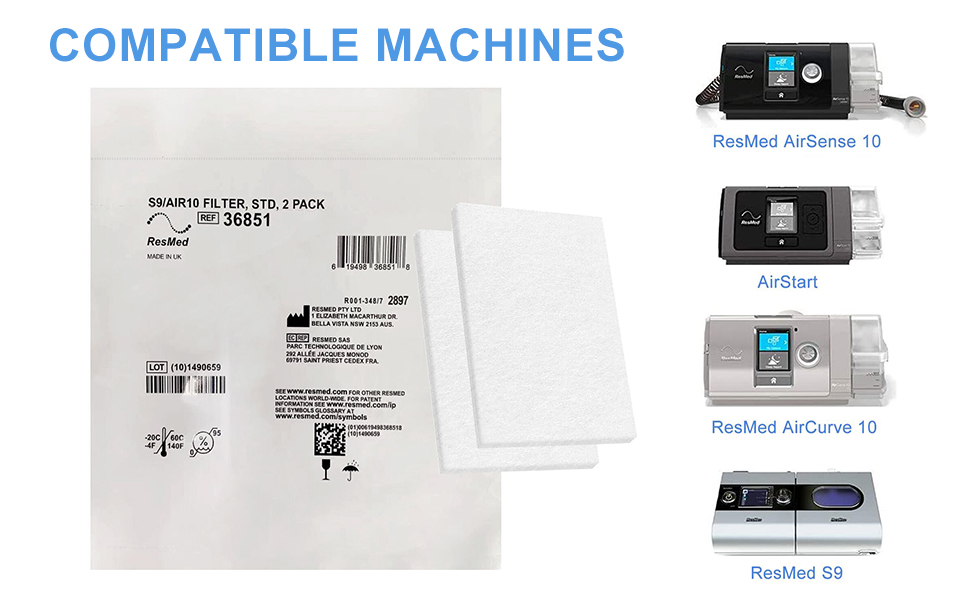 COMPATIBLE MACHINES
S9/AIR10 FILTER, STD, 2 PACK
REF 36851
ResMed
MADE IN UK
6 19498 36851 8
R001-348/7 2897
RESMED PTY LTD
1 ELIZABETH MACARTHUR DR.
BELLA VISTA NSW 2153 AUS.
EC REP RESMED SAS
PARC TECHNOLOGIQUE DE LYON
292 ALLÉE JACQUES MONOD
69791 SAINT PRIEST CEDEX FRA.
LOT (10)1490659
SEE www.resmed.com FOR OTHER RESMED
LOCATIONS WORLD-WIDE. FOR PATENT
INFORMATION SEE www.resmed.com/ip
SEE SYMBOLS GLOSSARY AT
www.resmed.com/symbols
(01)00619498368518
(10)1490659
-20C 60C
-4F 140F
0 % 95
ResMed
ResMed AirSense 10
ResMed
AirStart
ResMed
ResMed AirCurve 10
ResMed S9